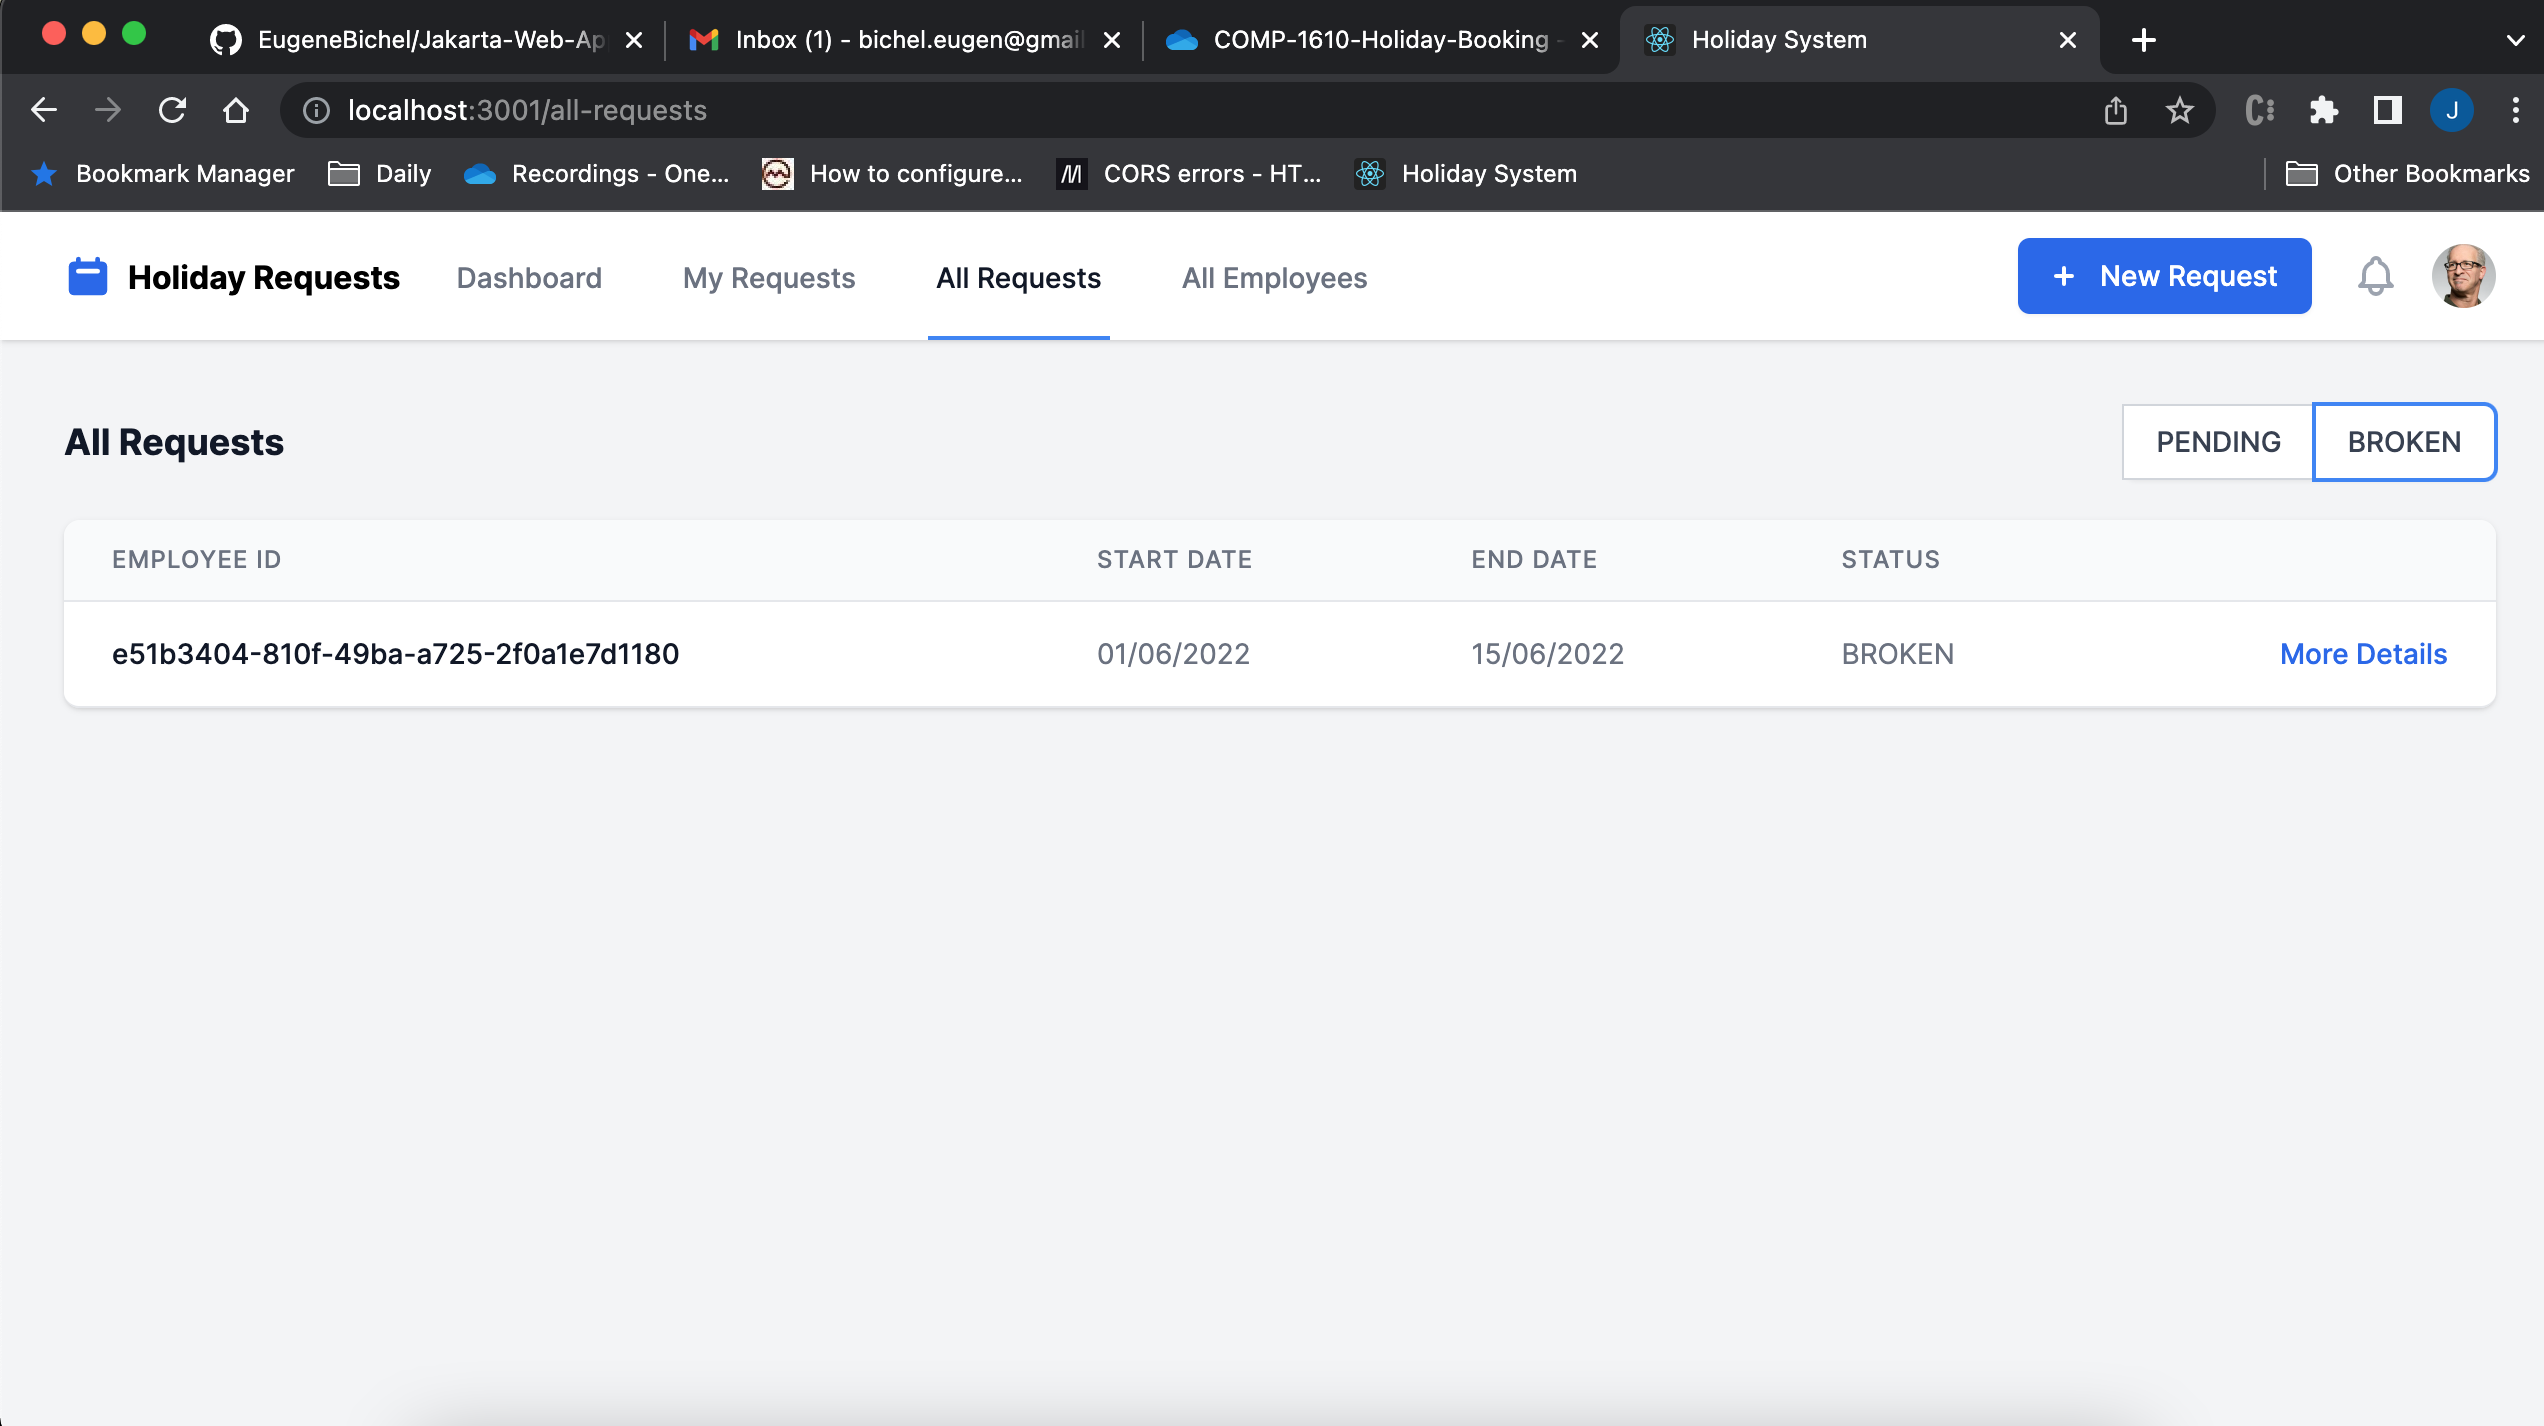 EugeneBichel/Jakarta-Web-Ap
Inbox (1) - bichel.eugen@gmail
COMP-1610-Holiday-Booking -
Holiday System
localhost:3001/all-requests
J
Bookmark Manager
Daily
Recordings - One...
How to configure...
CORS errors - HT...
Holiday System
Other Bookmarks
Holiday Requests
Dashboard
My Requests
All Requests
All Employees
+ New Request
All Requests
PENDING
BROKEN
EMPLOYEE ID START DATE END DATE STATUS
e51b3404-810f-49ba-a725-2f0a1e7d1180 01/06/2022 15/06/2022 BROKEN More Details